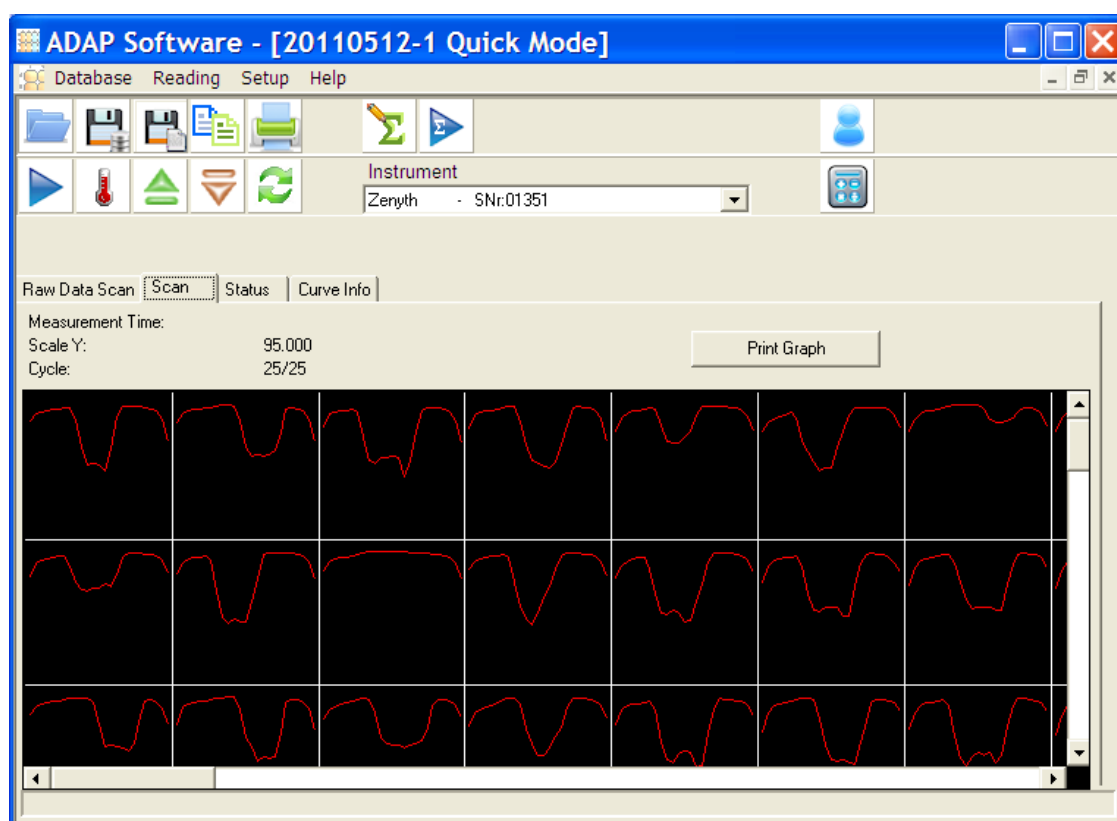 ADAP Software - [20110512-1 Quick Mode]
Database Reading Setup Help
Instrument
Zenyth - SNr:01351
Raw Data Scan Scan Status Curve Info
Measurement Time:
Scale Y: 95.000
Print Graph
Cycle: 25/25